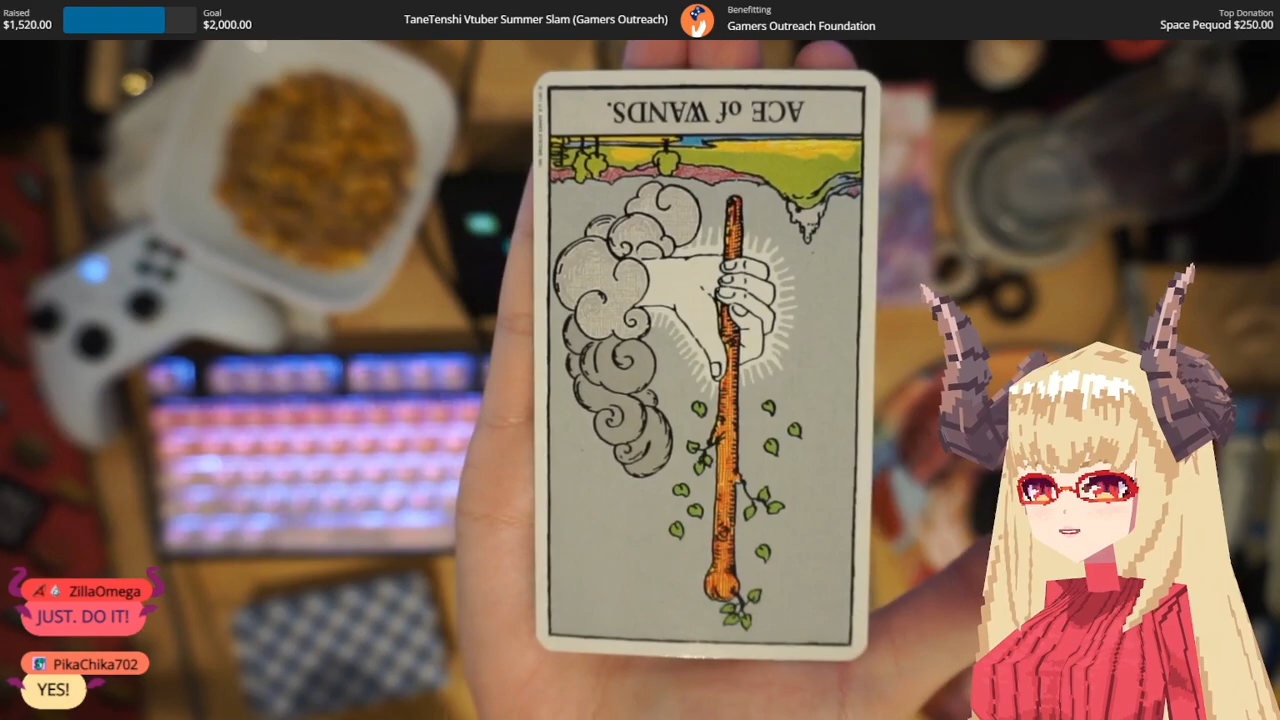 Raised
$1,520.00
Goal
$2,000.00
TaneTenshi Vtuber Summer Slam (Gamers Outreach)
Benefitting
Gamers Outreach Foundation
Top Donation
Space Pequod $250.00
ACE of WANDS.
ZillaOmega
JUST. DO IT!
PikaChika702
YES!